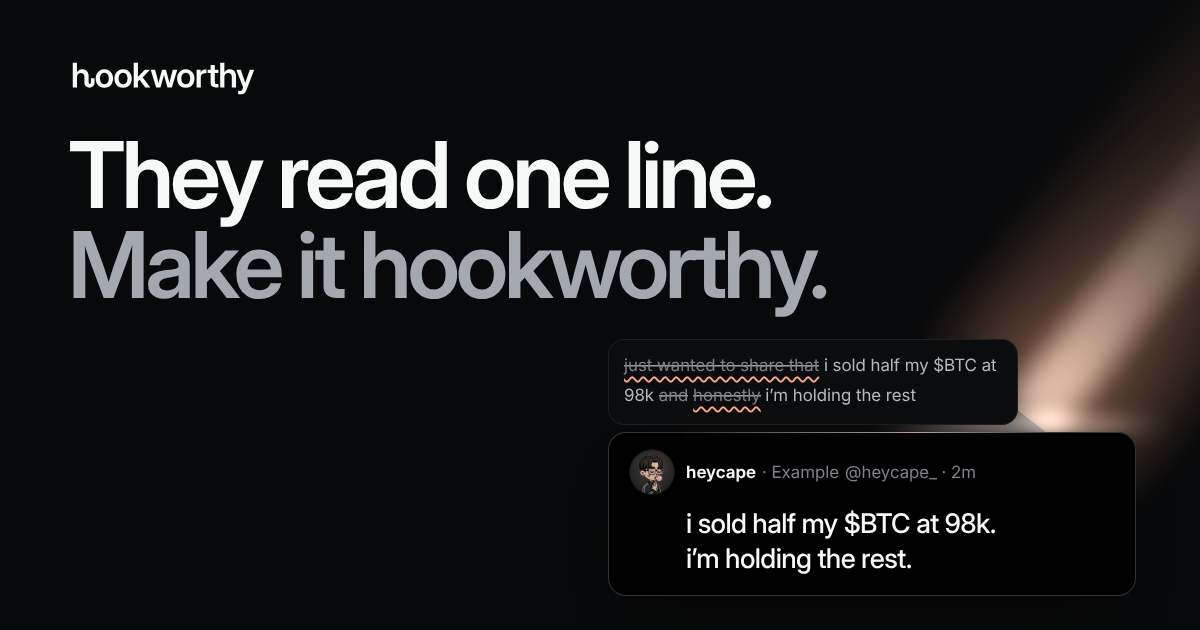 hookworthy
They read one line.
Make it hookworthy.
just wanted to share that i sold half my $BTC at
98k and honestly i’m holding the rest
heycape · Example @heycape_ · 2m
i sold half my $BTC at 98k.
i’m holding the rest.